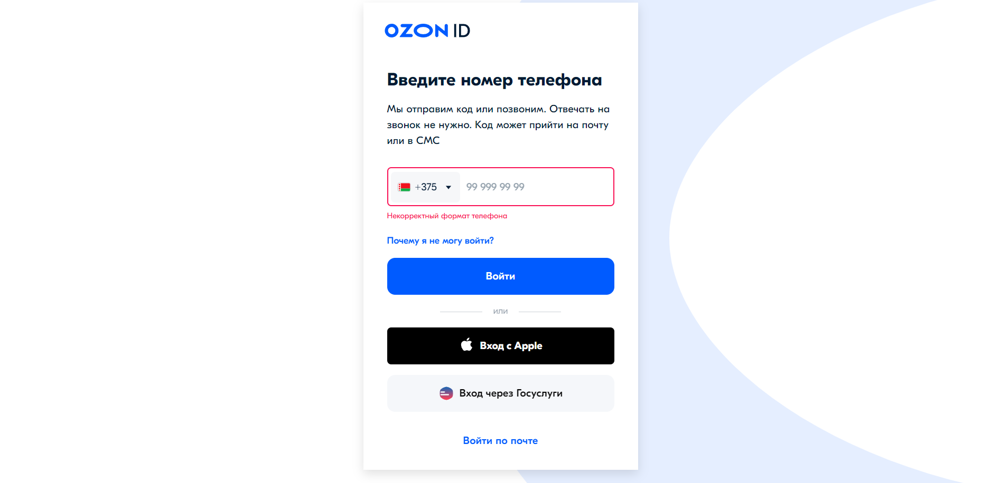 OZON ID
Введите номер телефона
Мы отправим код или позвоним. Отвечать на
звонок не нужно. Код может прийти на почту
или в СМС
+375 99 999 99 99
Некорректный формат телефона
Почему я не могу войти?
Войти
или
Вход с Apple
Вход через Госуслуги
Войти по почте